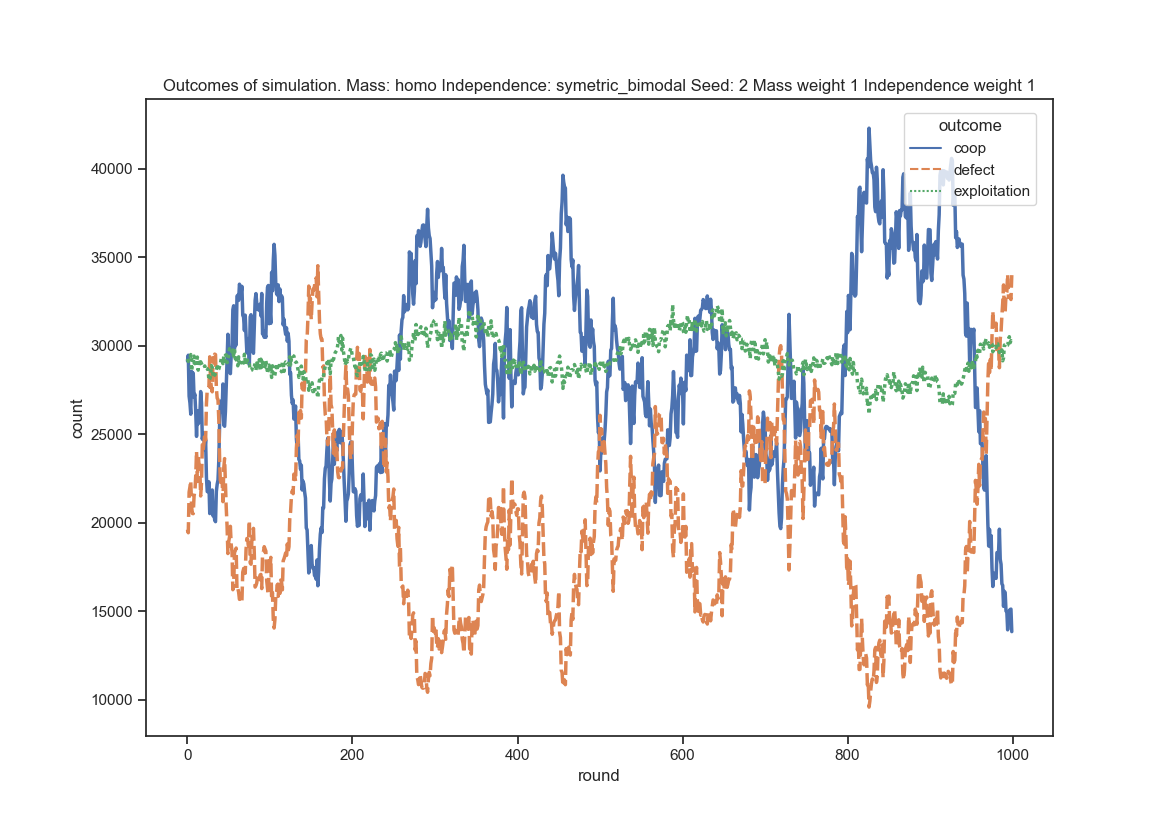 Outcomes of simulation. Mass: homo Independence: symetric_bimodal Seed: 2 Mass weight 1 Independence weight 1
outcome
coop
defect
exploitation
40000
35000
30000
25000
20000
15000
10000
count
0 200 400 600 800 1000
round